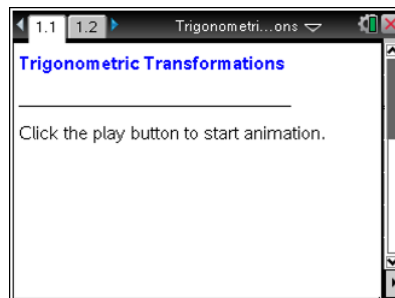 1.1 1.2 Trigonometri...ons
Trigonometric Transformations
Click the play button to start animation.